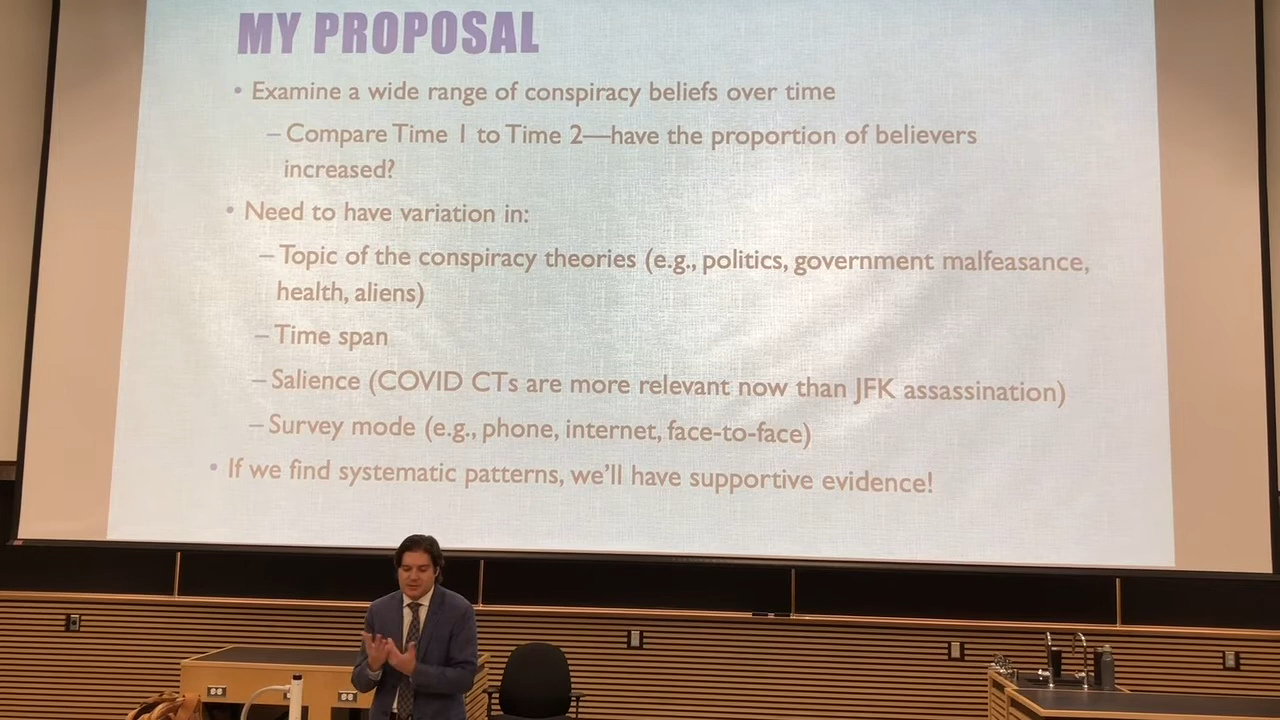 MY PROPOSAL
• Examine a wide range of conspiracy beliefs over time
– Compare Time 1 to Time 2—have the proportion of believers
increased?
• Need to have variation in:
– Topic of the conspiracy theories (e.g., politics, government malfeasance,
health, aliens)
– Time span
– Salience (COVID CTs are more relevant now than JFK assassination)
– Survey mode (e.g., phone, internet, face-to-face)
• If we find systematic patterns, we’ll have supportive evidence!